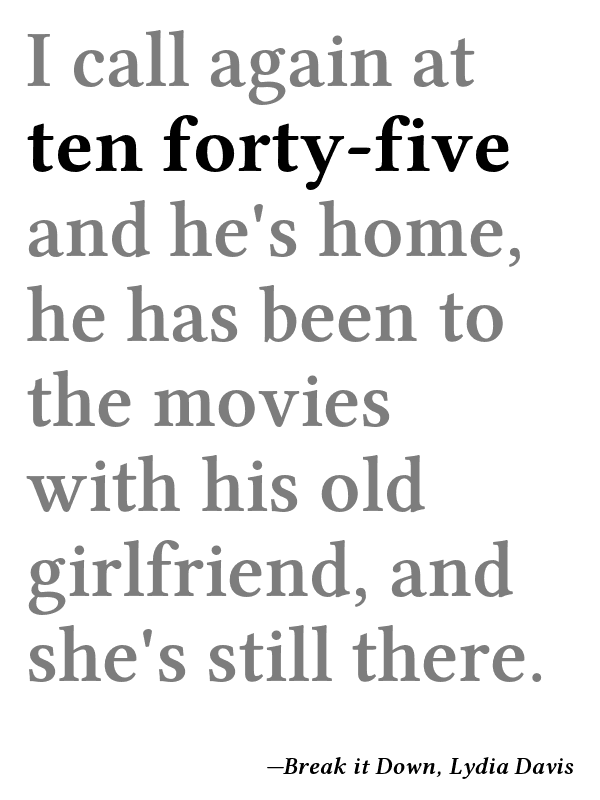 I call again at
ten forty-five
and he's home,
he has been to
the movies
with his old
girlfriend, and
she's still there.
—Break it Down, Lydia Davis